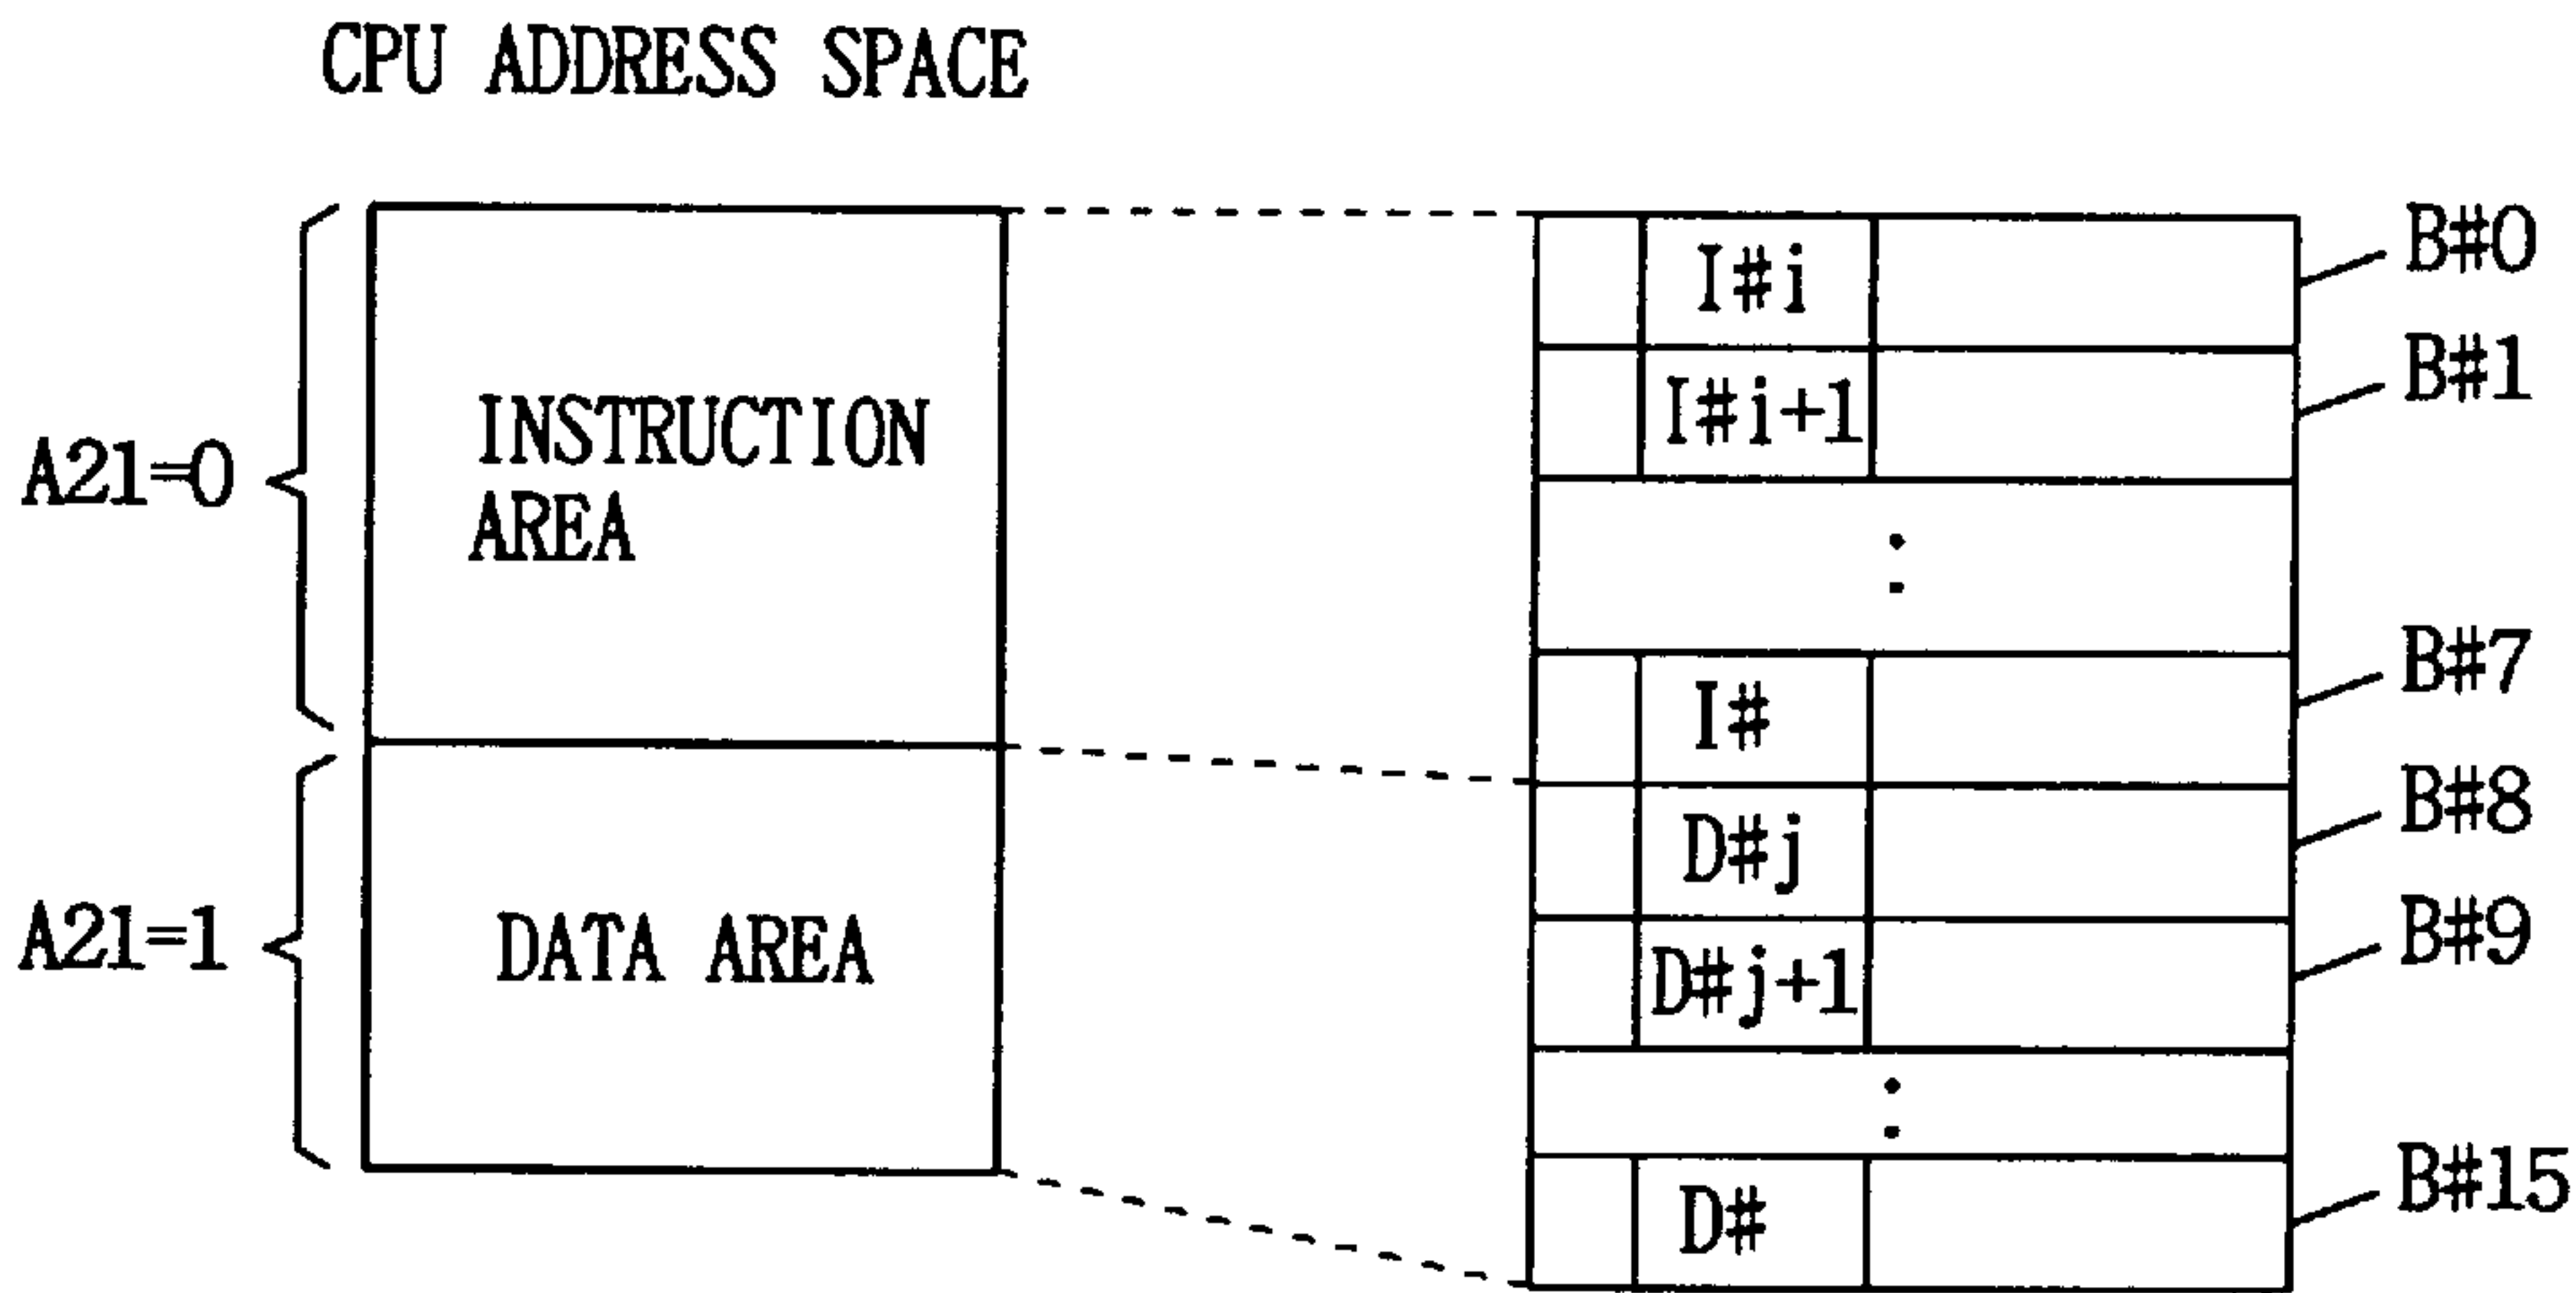 CPU ADDRESS SPACE
A21=0
INSTRUCTION
AREA
A21=1
DATA AREA
I#i
B#0
I#i+1
B#1
I#
B#7
D#j
B#8
D#j+1
B#9
D#
B#15